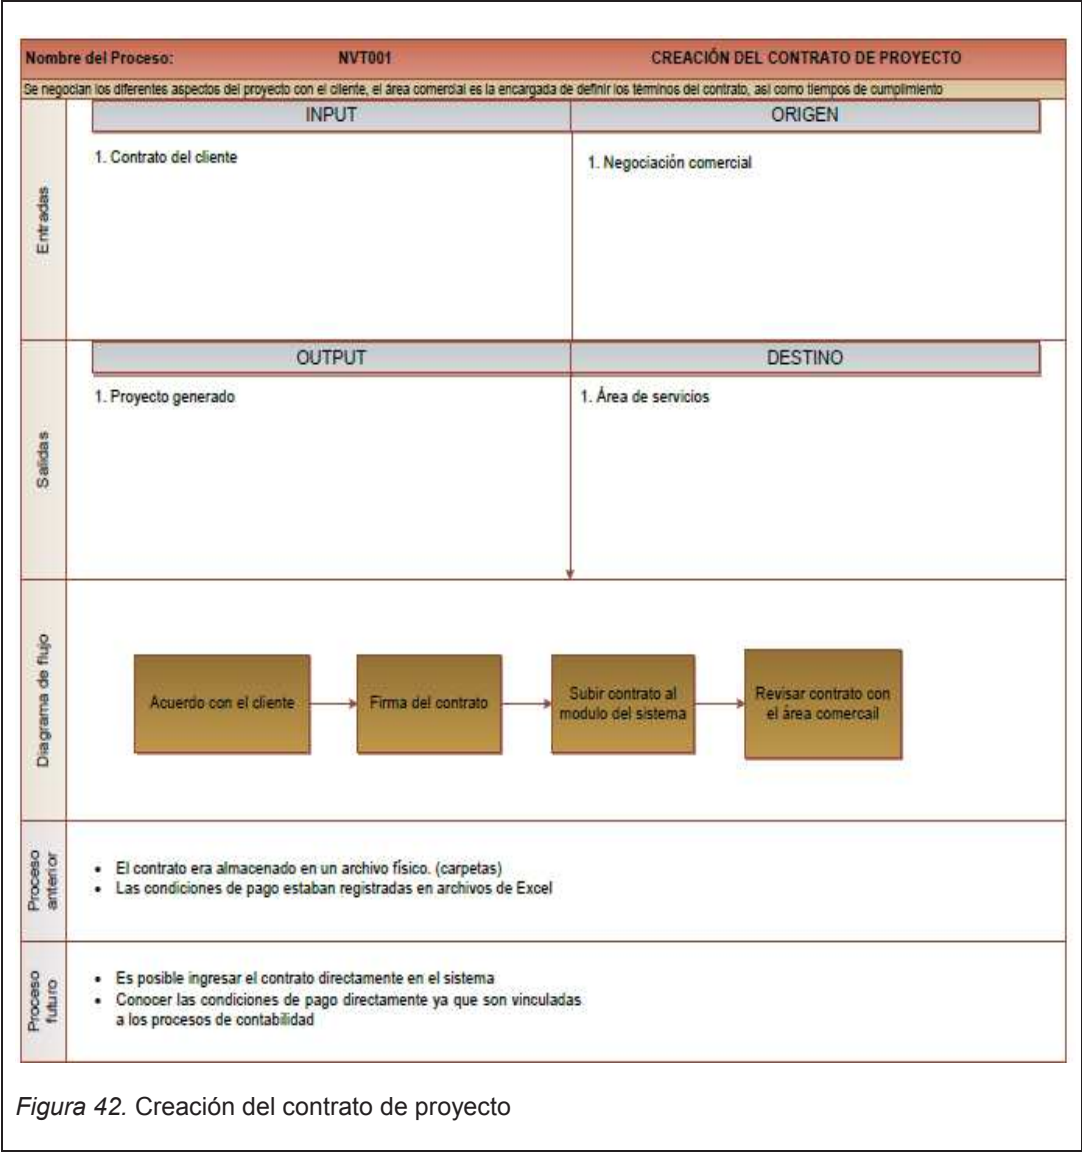 Nombre del Proceso: NVT001 CREACIÓN DEL CONTRATO DE PROYECTO
Se negocian los diferentes aspectos del proyecto con el cliente, el área comercial es la encargada de definir los términos del contrato, asi como tiempos de cumplimiento
INPUT ORIGEN
Entradas
1. Contrato del cliente
1. Negociación comercial
OUTPUT DESTINO
Salidas
1. Proyecto generado
1. Área de servicios
Diagrama de flujo
Acuerdo con el cliente
Firma del contrato
Subir contrato al
modulo del sistema
Revisar contrato con
el área comercail
Proceso
anterior
• El contrato era almacenado en un archivo físico. (carpetas)
• Las condiciones de pago estaban registradas en archivos de Excel
Proceso
futuro
• Es posible ingresar el contrato directamente en el sistema
• Conocer las condiciones de pago directamente ya que son vinculadas
a los procesos de contabilidad
Figura 42. Creación del contrato de proyecto